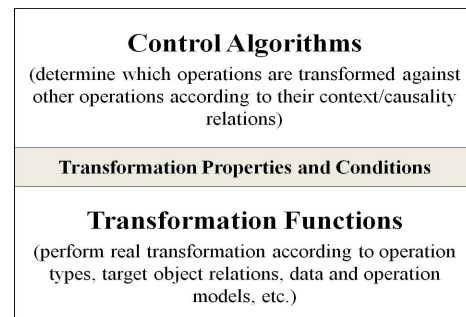 Control Algorithms
(determine which operations are transformed against
other operations according to their context/causality
relations)
Transformation Properties and Conditions
Transformation Functions
(perform real transformation according to operation
types, target object relations, data and operation
models, etc.)